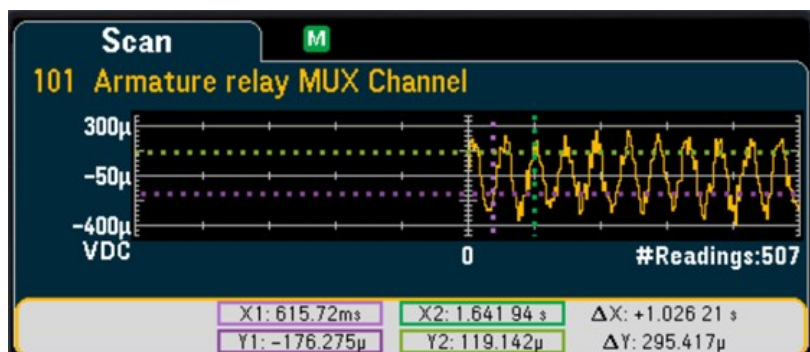 Scan M
101 Armature relay MUX Channel
300µ
-50µ
-400µ
VDC 0 #Readings:507
X1: 615.72ms X2: 1.641 94 s ΔX: +1.026 21 s
Y1: -176.275µ Y2: 119.142µ ΔY: 295.417µ